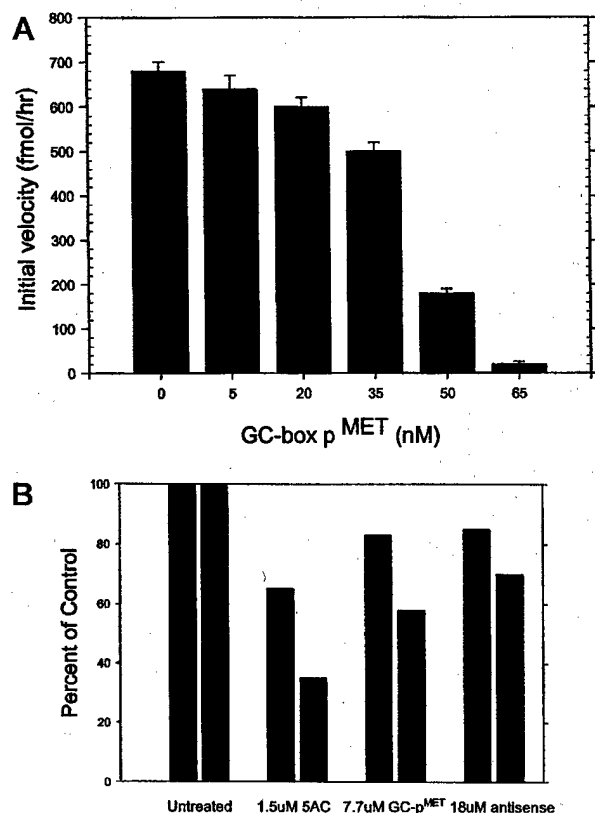 A
800
700
600
500
400
300
200
100
0
Initial velocity (fmol/hr)
0 5 20 35 50 65
GC-box p MET (nM)
B
100
80
60
40
20
0
Percent of Control
Untreated 1.5uM 5AC 7.7uM GC-pMET 18uM antisense